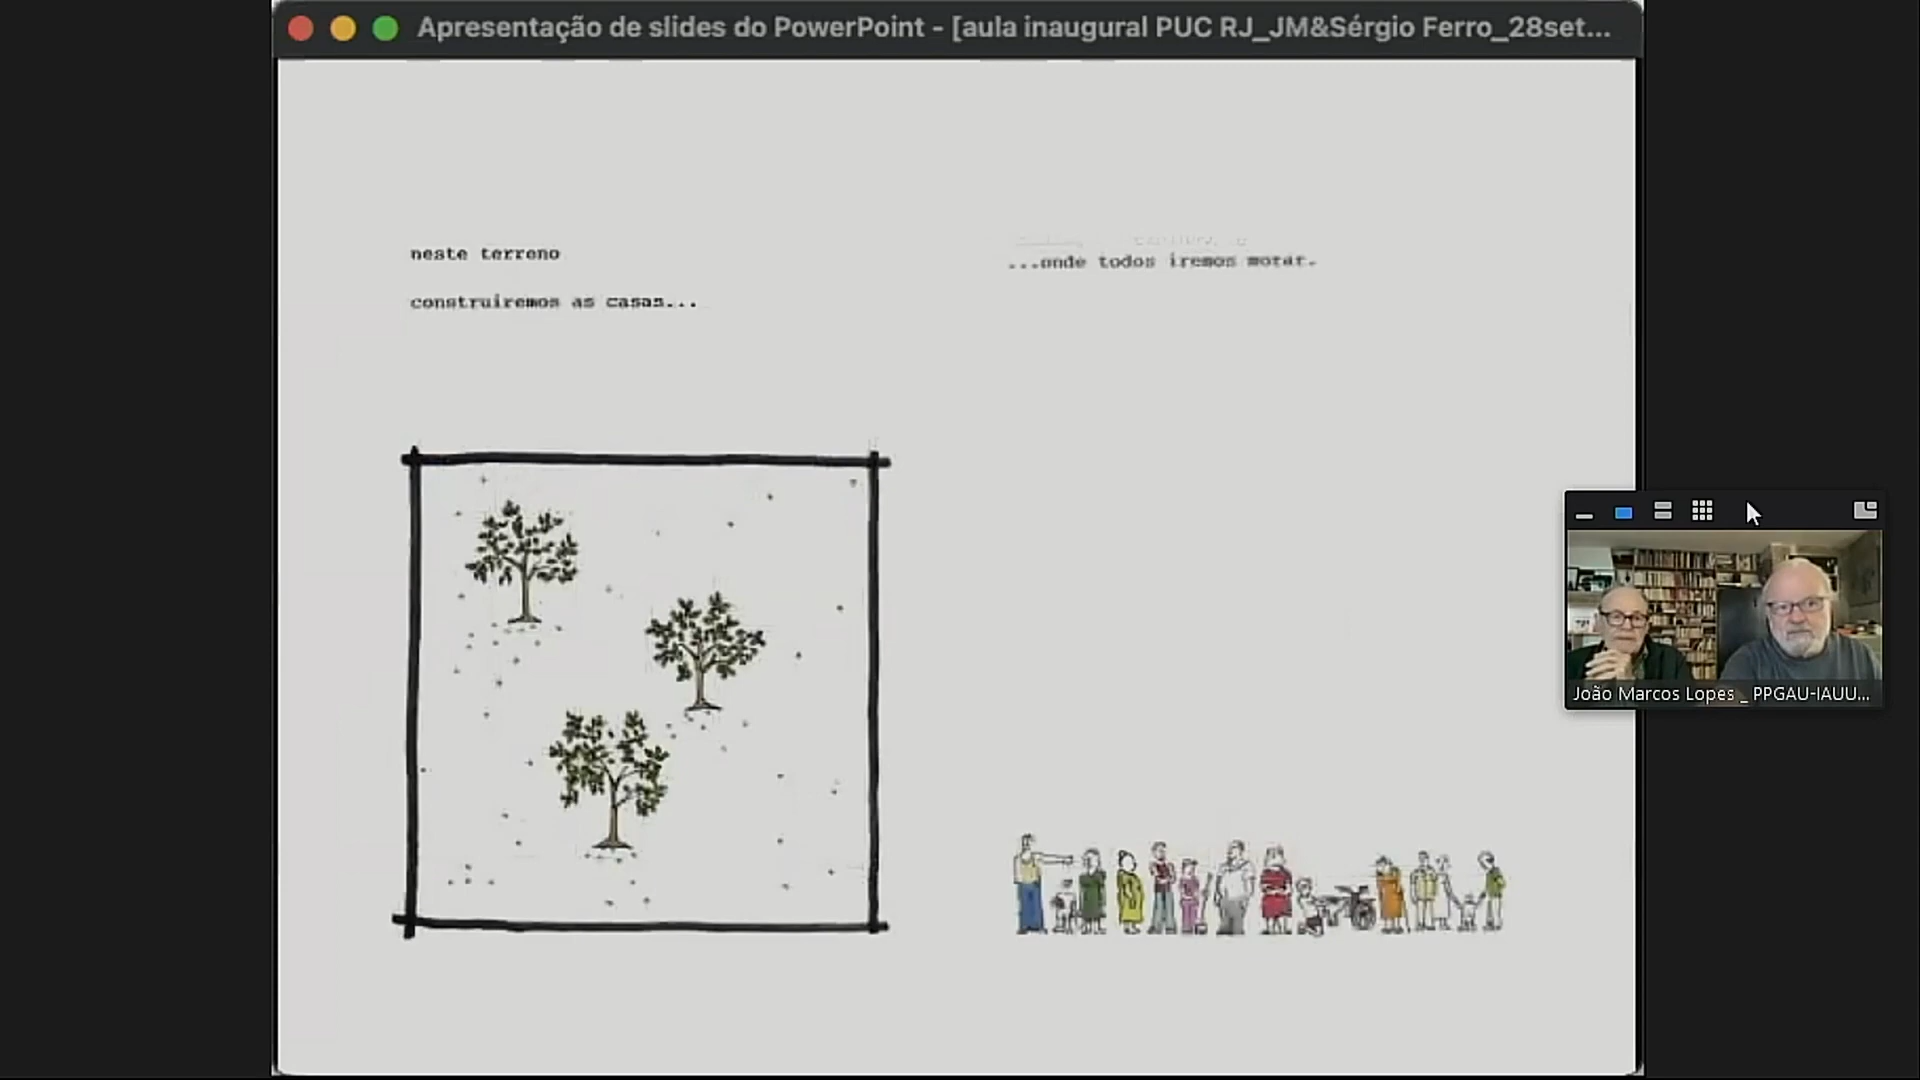 Apresentação de slides do PowerPoint - [aula inaugural PUC RJ_JM&Sérgio Ferro_28set...
neste terreno
construiremos as casas...
...onde todos iremos morar.
João Marcos Lopes _ PPGAU-IAUU...